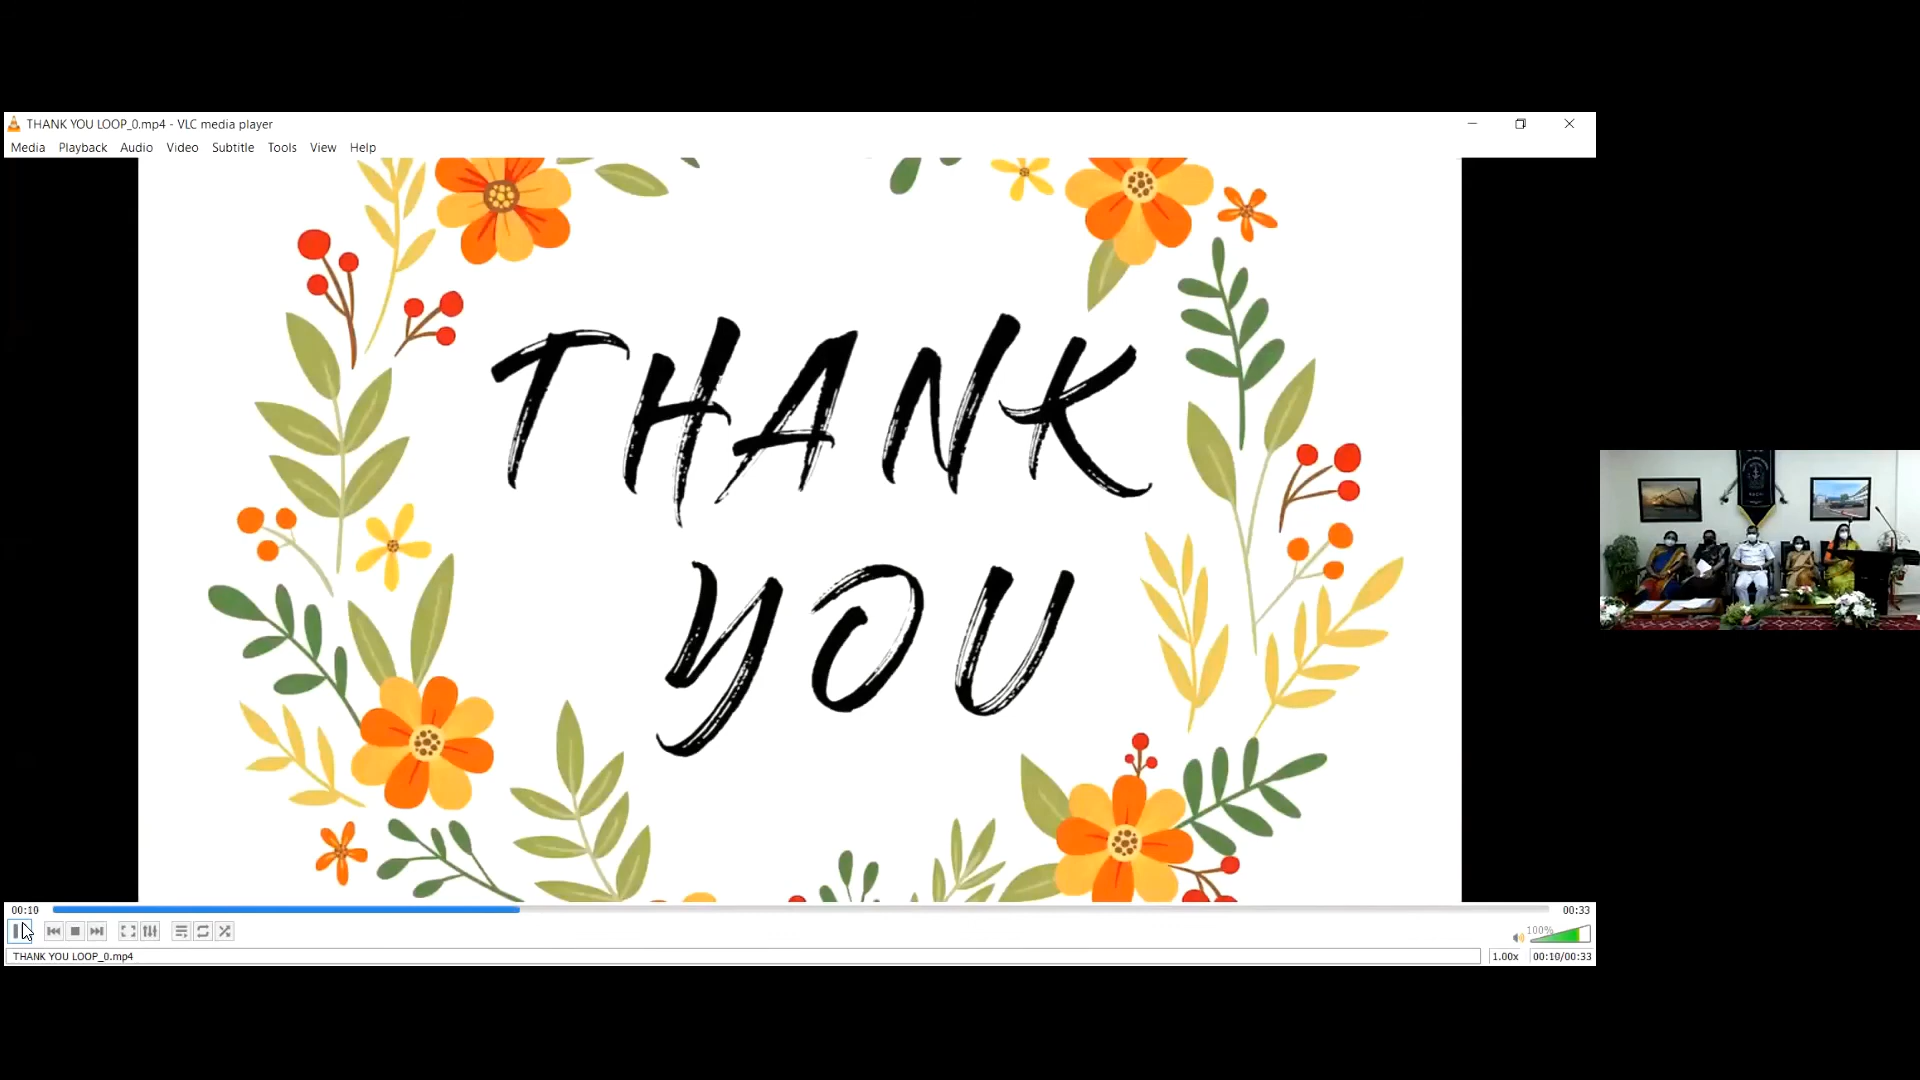 THANK YOU LOOP_0.mp4 - VLC media player
Media Playback Audio Video Subtitle Tools View Help
THANK
YOU
00:10
00:33
100%
THANK YOU LOOP_0.mp4
1.00x
00:10/00:33